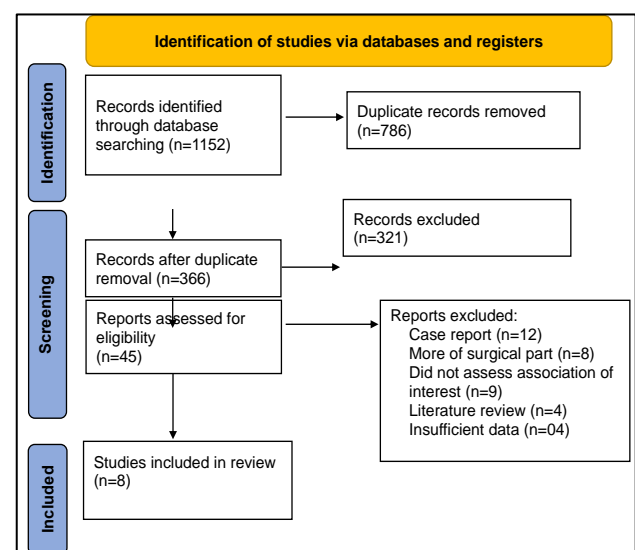 Identification of studies via databases and registers
Identification
Records identified
through database
searching (n=1152)
Duplicate records removed
(n=786)
Screening
Records after duplicate
removal (n=366)
Records excluded
(n=321)
Reports assessed for
eligibility
(n=45)
Reports excluded:
Case report (n=12)
More of surgical part (n=8)
Did not assess association of
interest (n=9)
Literature review (n=4)
Insufficient data (n=04)
Included
Studies included in review
(n=8)